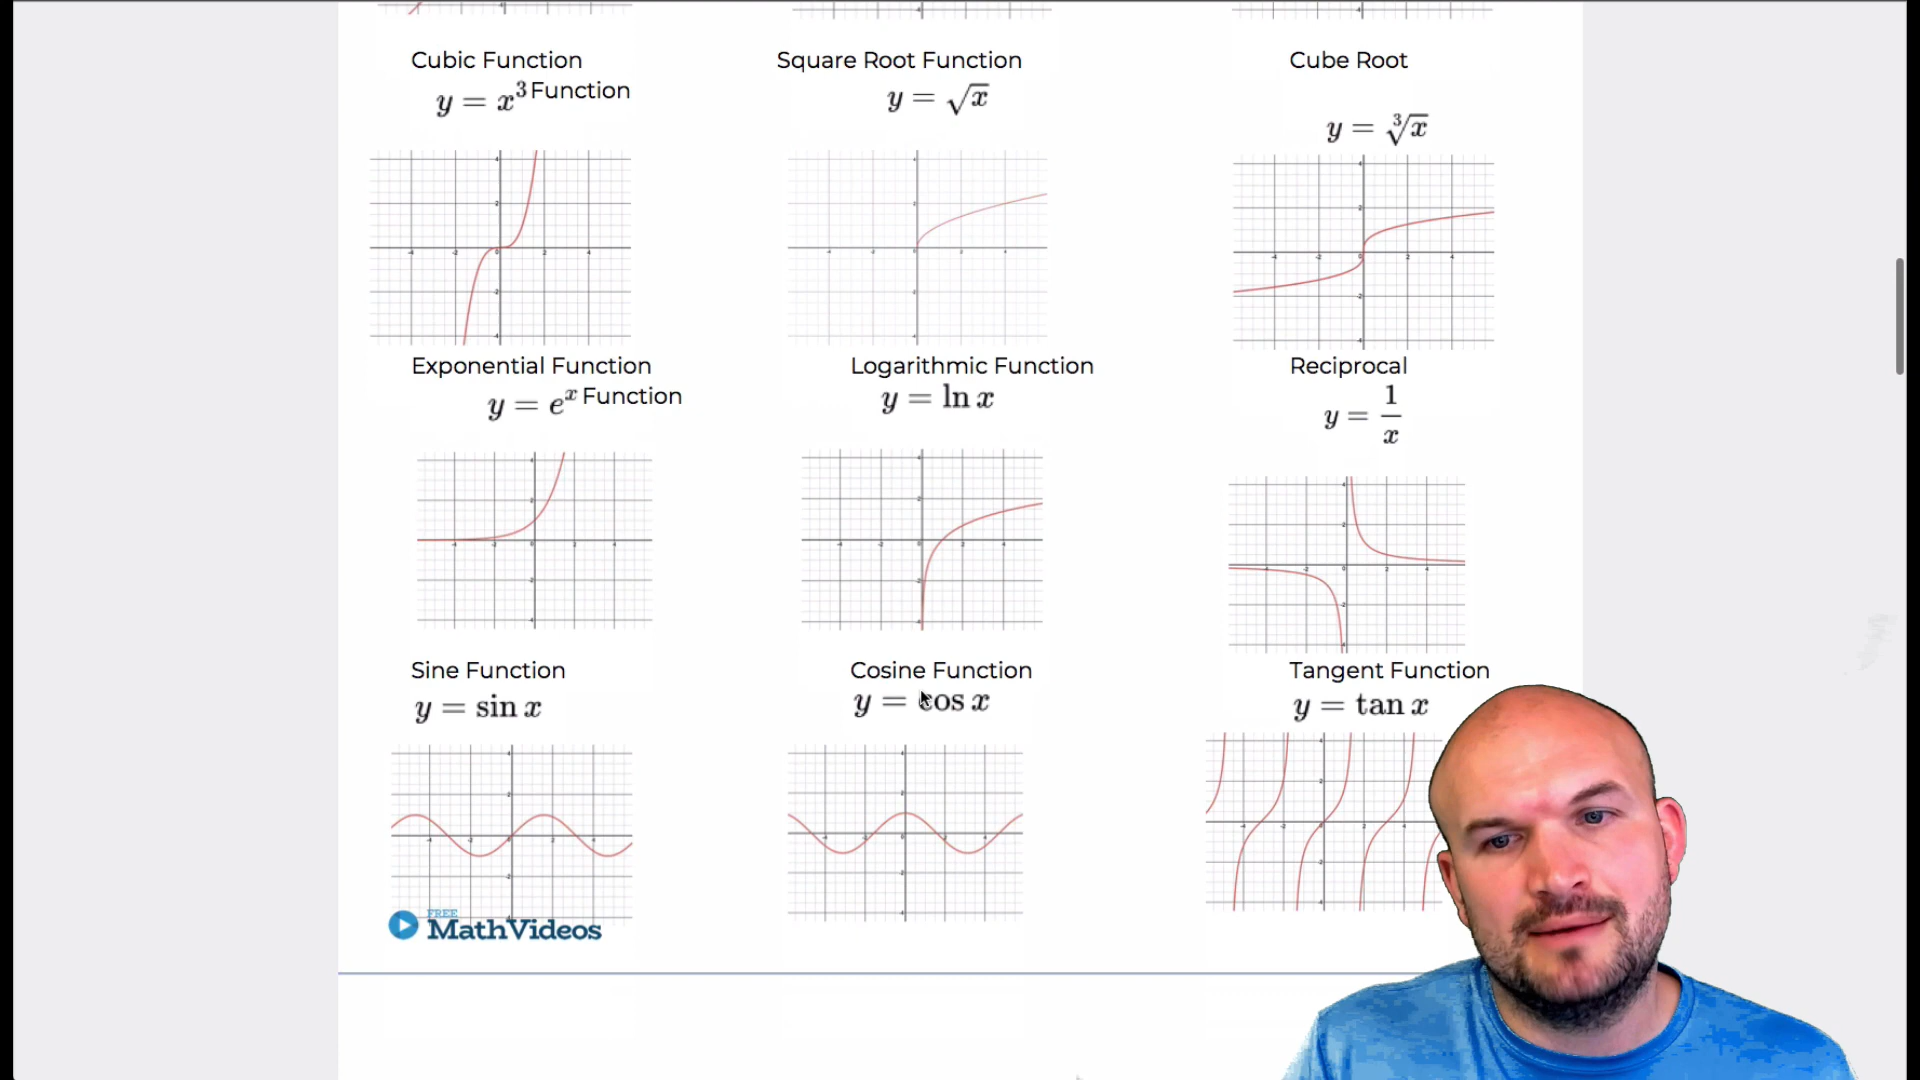 Cubic Function
y = x³ Function
Square Root Function
y = √x
Cube Root
y = ∛x
Exponential Function
y = eˣ Function
Logarithmic Function
y = ln x
Reciprocal
y = 1/x
Sine Function
y = sin x
Cosine Function
y = cos x
Tangent Function
y = tan x
FREE
MathVideos